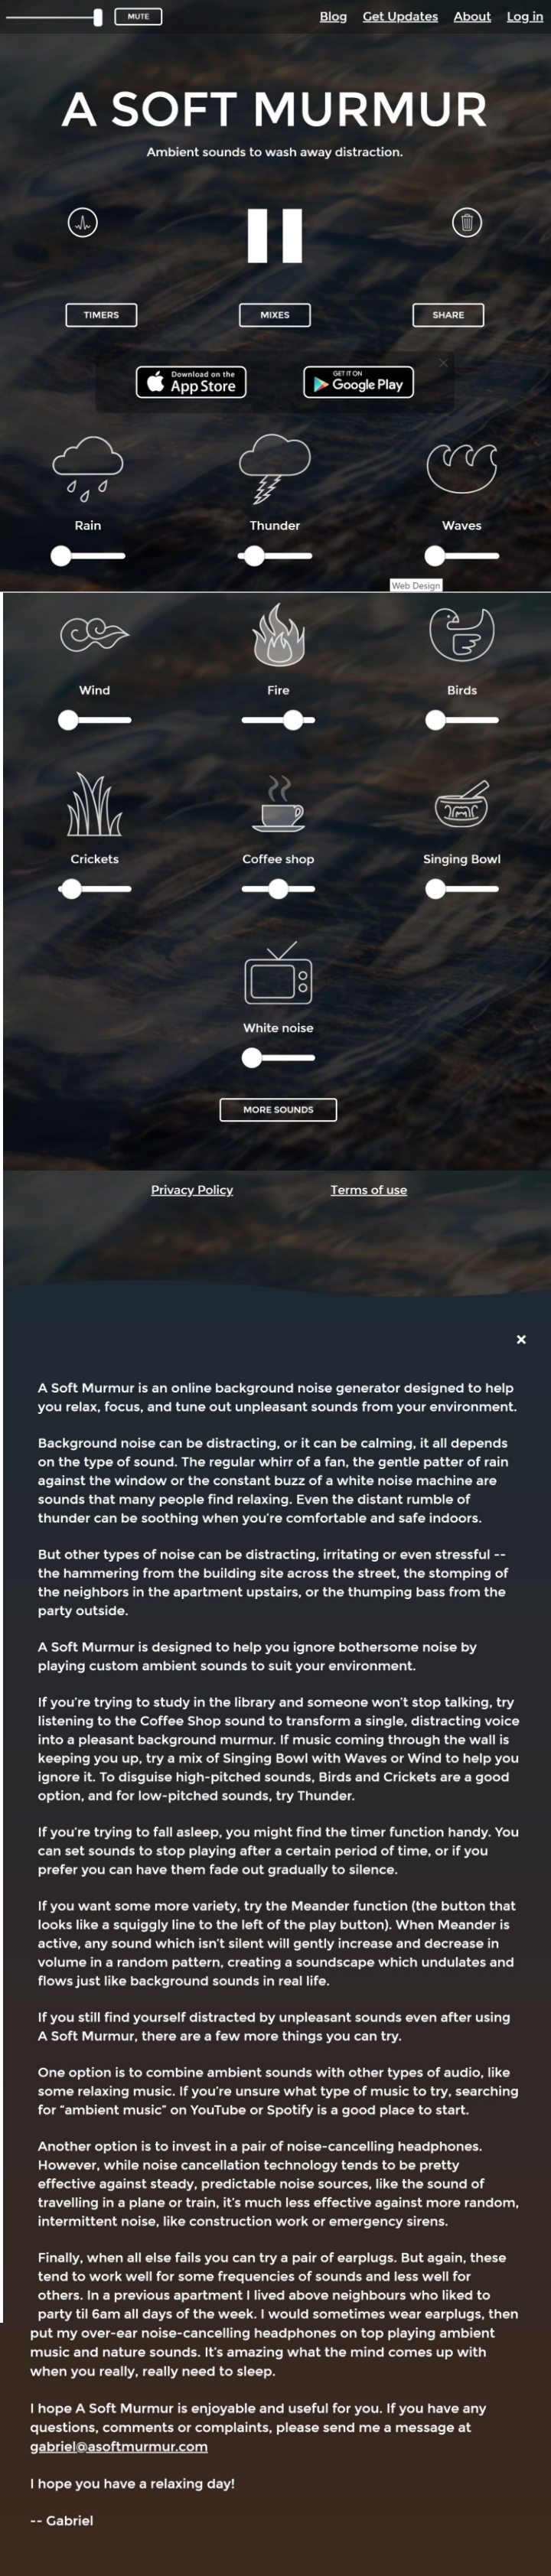 MUTE
Blog Get Updates About Log in
A SOFT MURMUR
Ambient sounds to wash away distraction.
TIMERS MIXES SHARE
Download on the
App Store
GET IT ON
Google Play
Rain Thunder Waves
Web Design
Wind Fire Birds
Crickets Coffee shop Singing Bowl
White noise
MORE SOUNDS
Privacy Policy Terms of use
A Soft Murmur is an online background noise generator designed to help
you relax, focus, and tune out unpleasant sounds from your environment.
Background noise can be distracting, or it can be calming, it all depends
on the type of sound. The regular whirr of a fan, the gentle patter of rain
against the window or the constant buzz of a white noise machine are
sounds that many people find relaxing. Even the distant rumble of
thunder can be soothing when you're comfortable and safe indoors.
But other types of noise can be distracting, irritating or even stressful --
the hammering from the building site across the street, the stomping of
the neighbors in the apartment upstairs, or the thumping bass from the
party outside.
A Soft Murmur is designed to help you ignore bothersome noise by
playing custom ambient sounds to suit your environment.
If you're trying to study in the library and someone won't stop talking, try
listening to the Coffee Shop sound to transform a single, distracting voice
into a pleasant background murmur. If music coming through the wall is
keeping you up, try a mix of Singing Bowl with Waves or Wind to help you
ignore it. To disguise high-pitched sounds, Birds and Crickets are a good
option, and for low-pitched sounds, try Thunder.
If you're trying to fall asleep, you might find the timer function handy. You
can set sounds to stop playing after a certain period of time, or if you
prefer you can have them fade out gradually to silence.
If you want some more variety, try the Meander function (the button that
looks like a squiggly line to the left of the play button). When Meander is
active, any sound which isn't silent will gently increase and decrease in
volume in a random pattern, creating a soundscape which undulates and
flows just like background sounds in real life.
If you still find yourself distracted by unpleasant sounds even after using
A Soft Murmur, there are a few more things you can try.
One option is to combine ambient sounds with other types of audio, like
some relaxing music. If you're unsure what type of music to try, searching
for “ambient music” on YouTube or Spotify is a good place to start.
Another option is to invest in a pair of noise-cancelling headphones.
However, while noise cancellation technology tends to be pretty
effective against steady, predictable noise sources, like the sound of
travelling in a plane or train, it's much less effective against more random,
intermittent noise, like construction work or emergency sirens.
Finally, when all else fails you can try a pair of earplugs. But again, these
tend to work well for some frequencies of sounds and less well for
others. In a previous apartment I lived above neighbours who liked to
party til 6am all days of the week. I would sometimes wear earplugs, then
put my over-ear noise-cancelling headphones on top playing ambient
music and nature sounds. It's amazing what the mind comes up with
when you really, really need to sleep.
I hope A Soft Murmur is enjoyable and useful for you. If you have any
questions, comments or complaints, please send me a message at
gabriel@asoftmurmur.com
I hope you have a relaxing day!
-- Gabriel